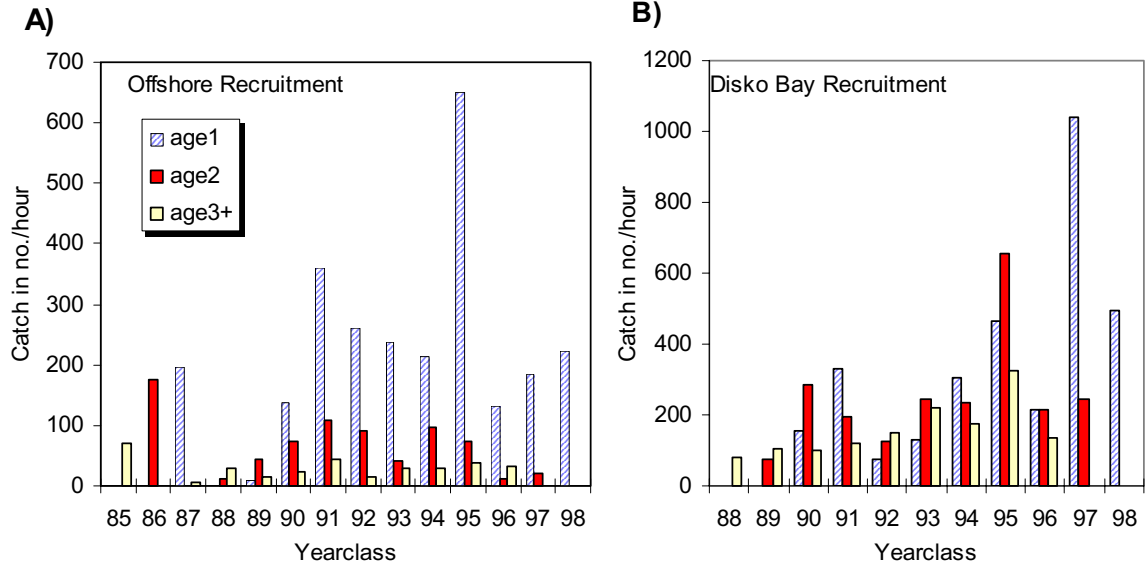 A)
Offshore Recruitment
age1
age2
age3+
Catch in no./hour
700
600
500
400
300
200
100
0
85 86 87 88 89 90 91 92 93 94 95 96 97 98
Yearclass
B)
Disko Bay Recruitment
Catch in no./hour
1200
1000
800
600
400
200
0
88 89 90 91 92 93 94 95 96 97 98
Yearclass